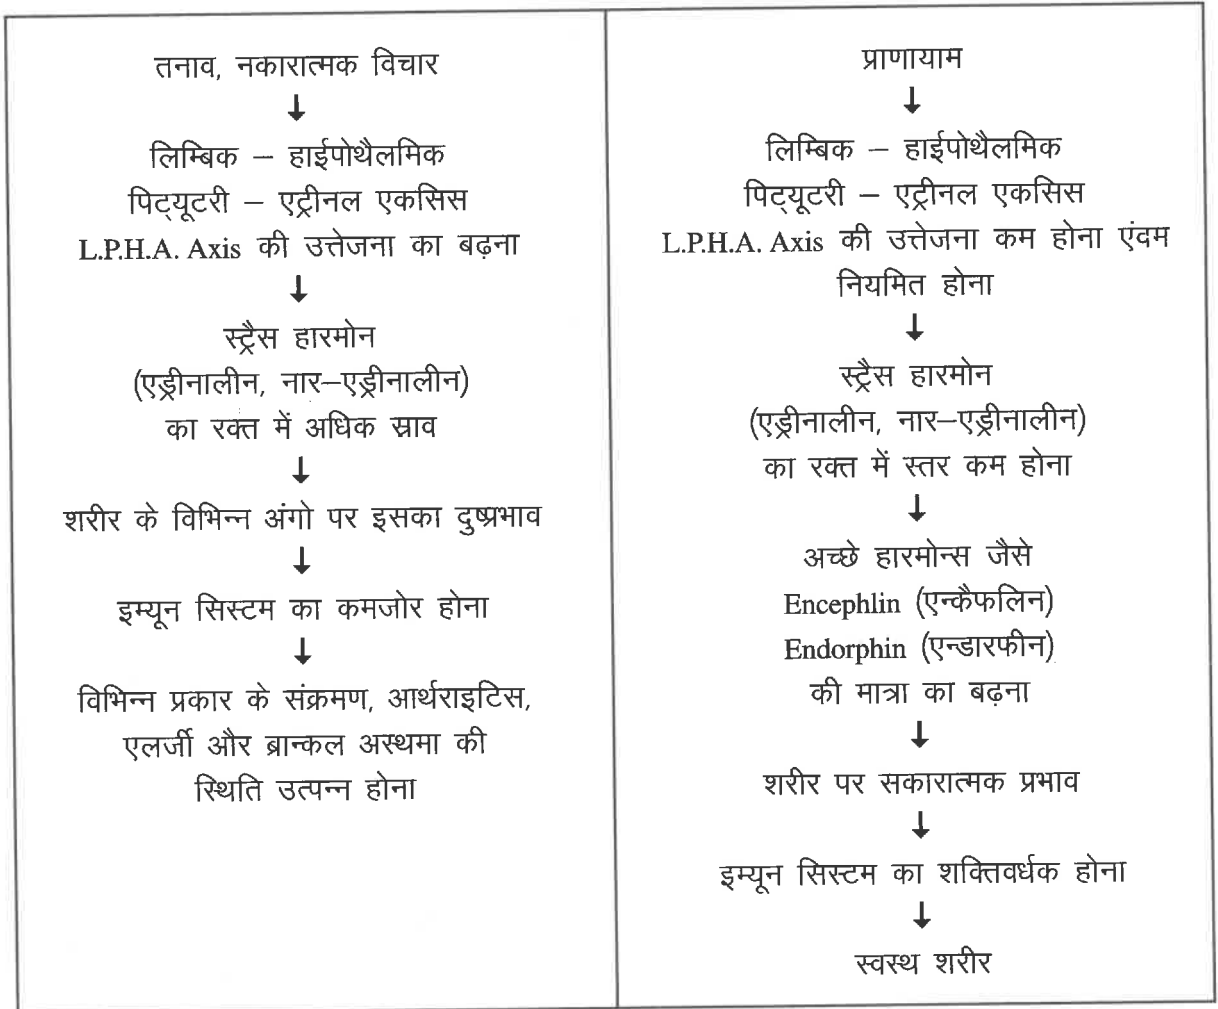 तनाव, नकारात्मक विचार
↓
लिम्बिक – हाईपोथैलमिक
पिट्यूटरी – एट्रीनल एकसिस
L.P.H.A. Axis की उत्तेजना का बढ़ना
↓
स्ट्रैस हारमोन
(एड्रीनालीन, नार–एड्रीनालीन)
का रक्त में अधिक स्राव
↓
शरीर के विभिन्न अंगो पर इसका दुष्प्रभाव
↓
इम्यून सिस्टम का कमजोर होना
↓
विभिन्न प्रकार के संक्रमण, आर्थराइटिस,
एलर्जी और ब्रान्कल अस्थमा की
स्थिति उत्पन्न होना
प्राणायाम
↓
लिम्बिक – हाईपोथैलमिक
पिट्यूटरी – एट्रीनल एकसिस
L.P.H.A. Axis की उत्तेजना कम होना एंवम
नियमित होना
↓
स्ट्रैस हारमोन
(एड्रीनालीन, नार–एड्रीनालीन)
का रक्त में स्तर कम होना
↓
अच्छे हारमोन्स जैसे
Encephlin (एन्कैफलिन)
Endorphin (एन्डारफीन)
की मात्रा का बढ़ना
↓
शरीर पर सकारात्मक प्रभाव
↓
इम्यून सिस्टम का शक्तिवर्धक होना
↓
स्वस्थ शरीर